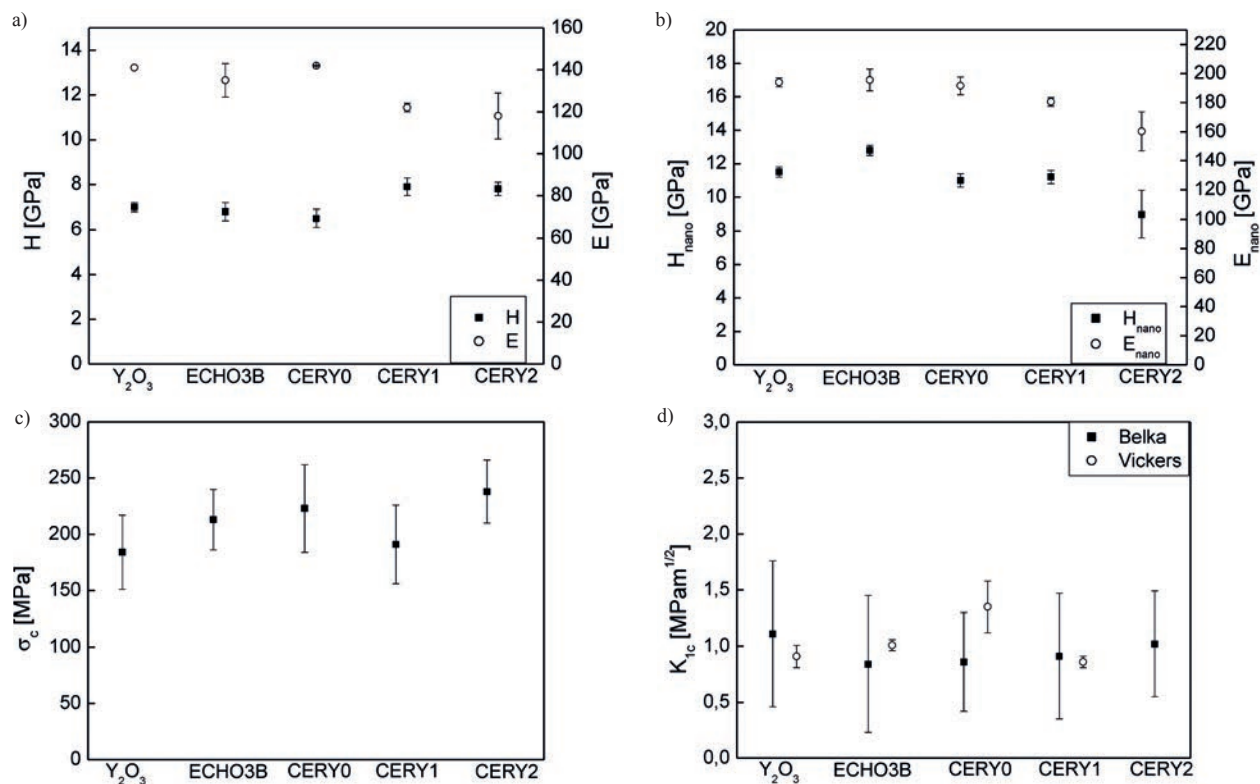 a)
14
12
10
8
6
4
2
0
H [GPa]
160
140
120
100
80
60
40
20
0
E [GPa]
H
E
Y₂O₃ ECHO3B CERY0 CERY1 CERY2
b)
20
18
16
14
12
10
8
6
4
2
0
Hnano [GPa]
220
200
180
160
140
120
100
80
60
40
20
0
Enano [GPa]
Hnano
Enano
Y₂O₃ ECHO3B CERY0 CERY1 CERY2
c)
300
250
200
150
100
50
0
σc [MPa]
Y₂O₃ ECHO3B CERY0 CERY1 CERY2
d)
3,0
2,5
2,0
1,5
1,0
0,5
0,0
K1c [MPam1/2]
Belka
Vickers
Y₂O₃ ECHO3B CERY0 CERY1 CERY2